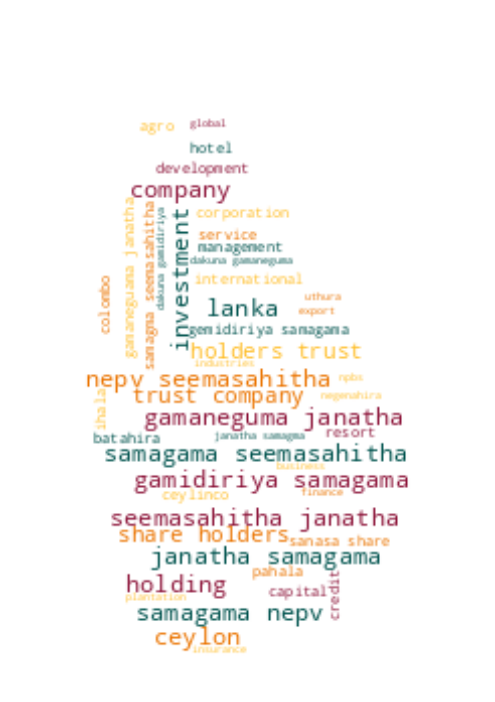 agro
global
hotel
development
company
gamaneguama janatha
samagma seemasahitha
dakuna gamidiriya
investment
corporation
service
management
dakuna gamaneguma
international
colombo
uthura
lanka
export
gemidiriya samagama
holders trust
industries
nepv seemasahitha
npbs
trust company
negenahira
ihala
gamaneguma janatha
batahira
janatha samagma
resort
samagama seemasahitha
business
gamidiriya samagama
ceylinco
finance
seemasahitha janatha
share holders
sanasa share
janatha samagama
pahala
holding
capital
credit
plantation
samagama nepv
ceylon
insurance